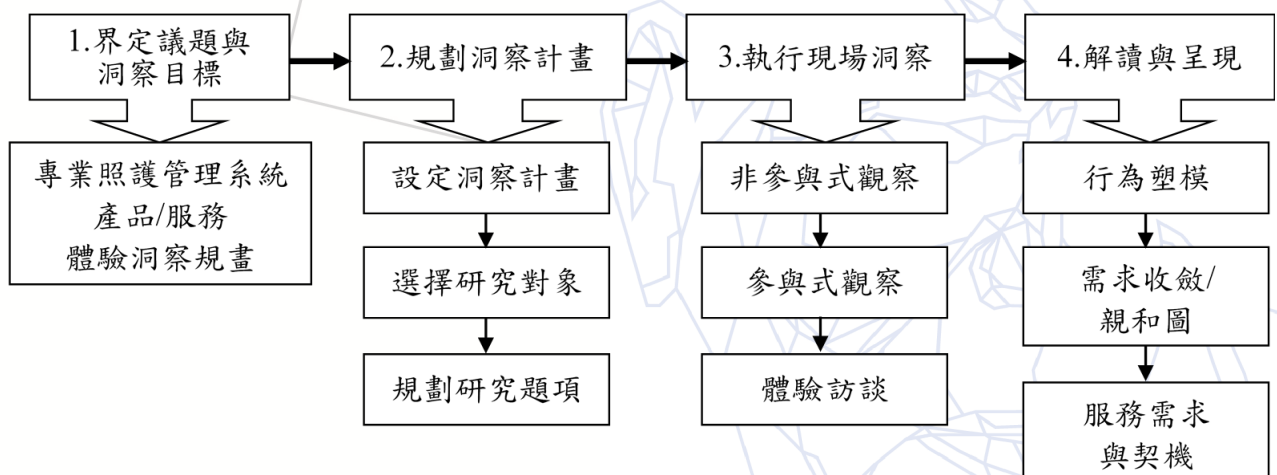 1.界定議題與
洞察目標
2.規劃洞察計畫
3.執行現場洞察
4.解讀與呈現
專業照護管理系統
產品/服務
體驗洞察規畫
設定洞察計畫
選擇研究對象
規劃研究題項
非參與式觀察
參與式觀察
體驗訪談
行為塑模
需求收斂/
親和圖
服務需求
與契機